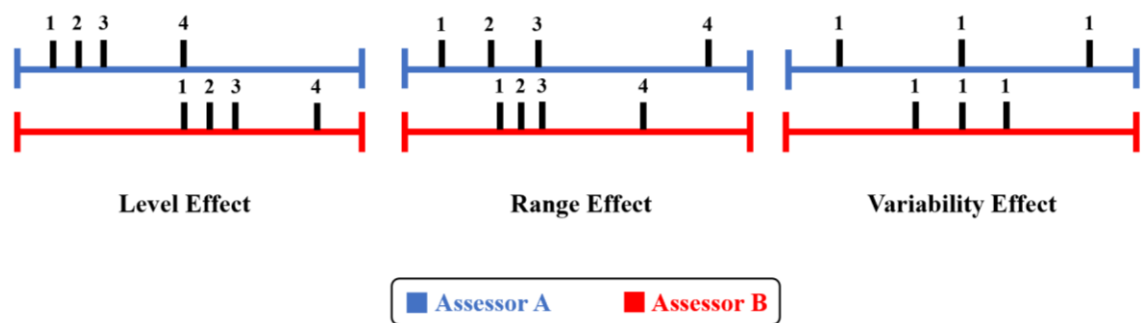 1 2 3 4
1 2 3 4
Level Effect
1 2 3 4
1 2 3 4
Range Effect
1 1 1
1 1 1
Variability Effect
Assessor A Assessor B